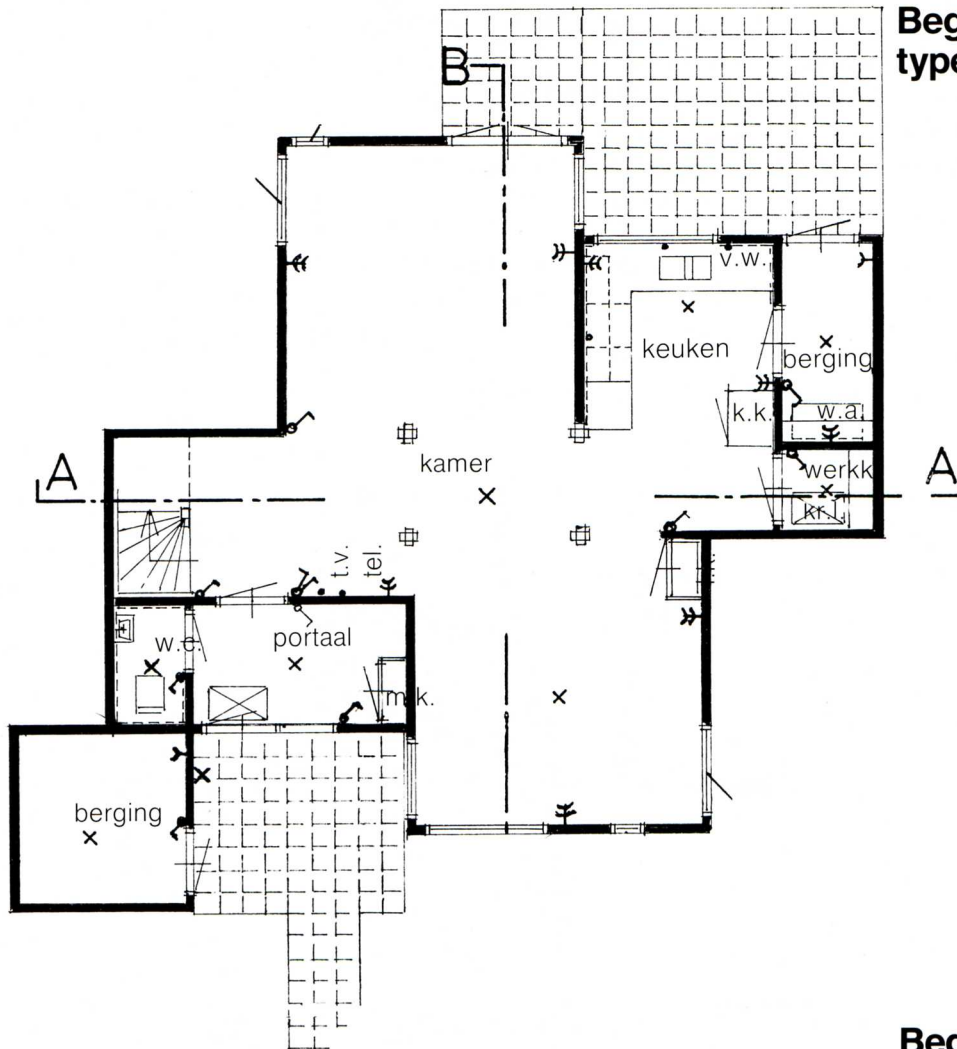 Beg
type
B
v.w.
keuken
berging
k.k.
w.a.
kamer
A
A
werkk
kr.
t.v.
tel.
w.c.
portaal
m.k.
berging
Beg